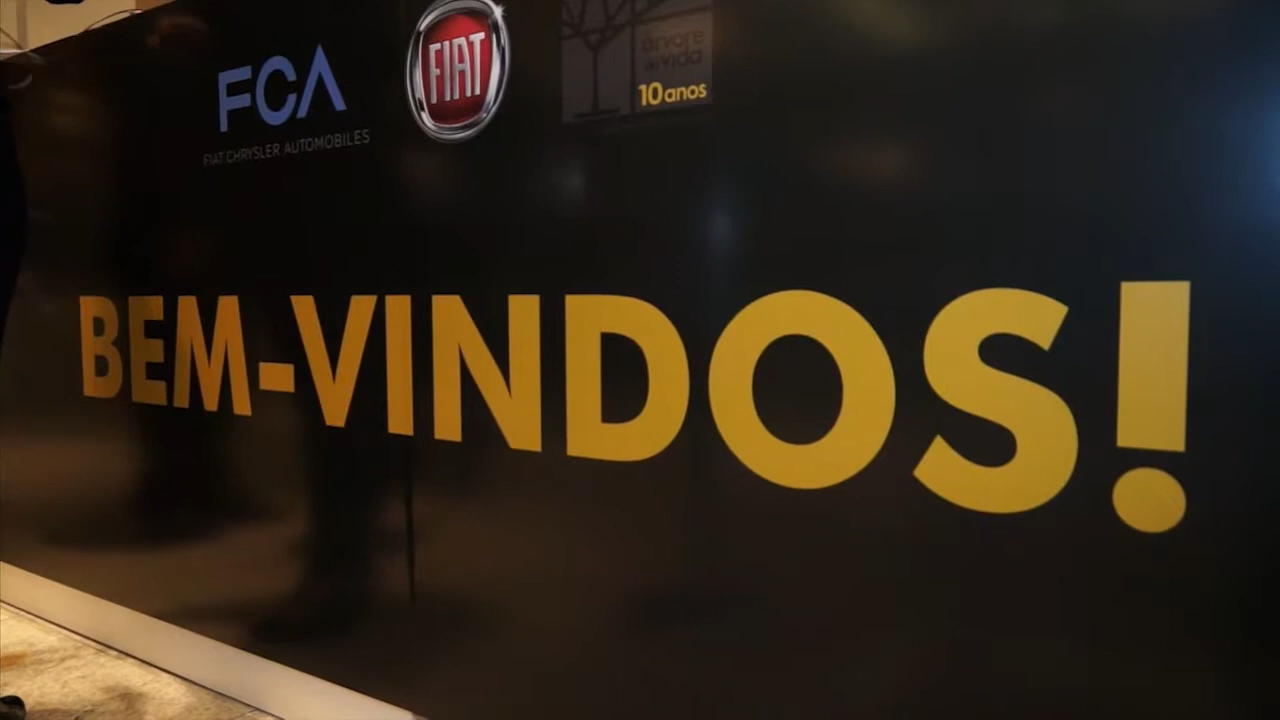 FCA
FIAT CHRYSLER AUTOMOBILES
FIAT
árvore
da vida
10 anos
BEM-VINDOS!